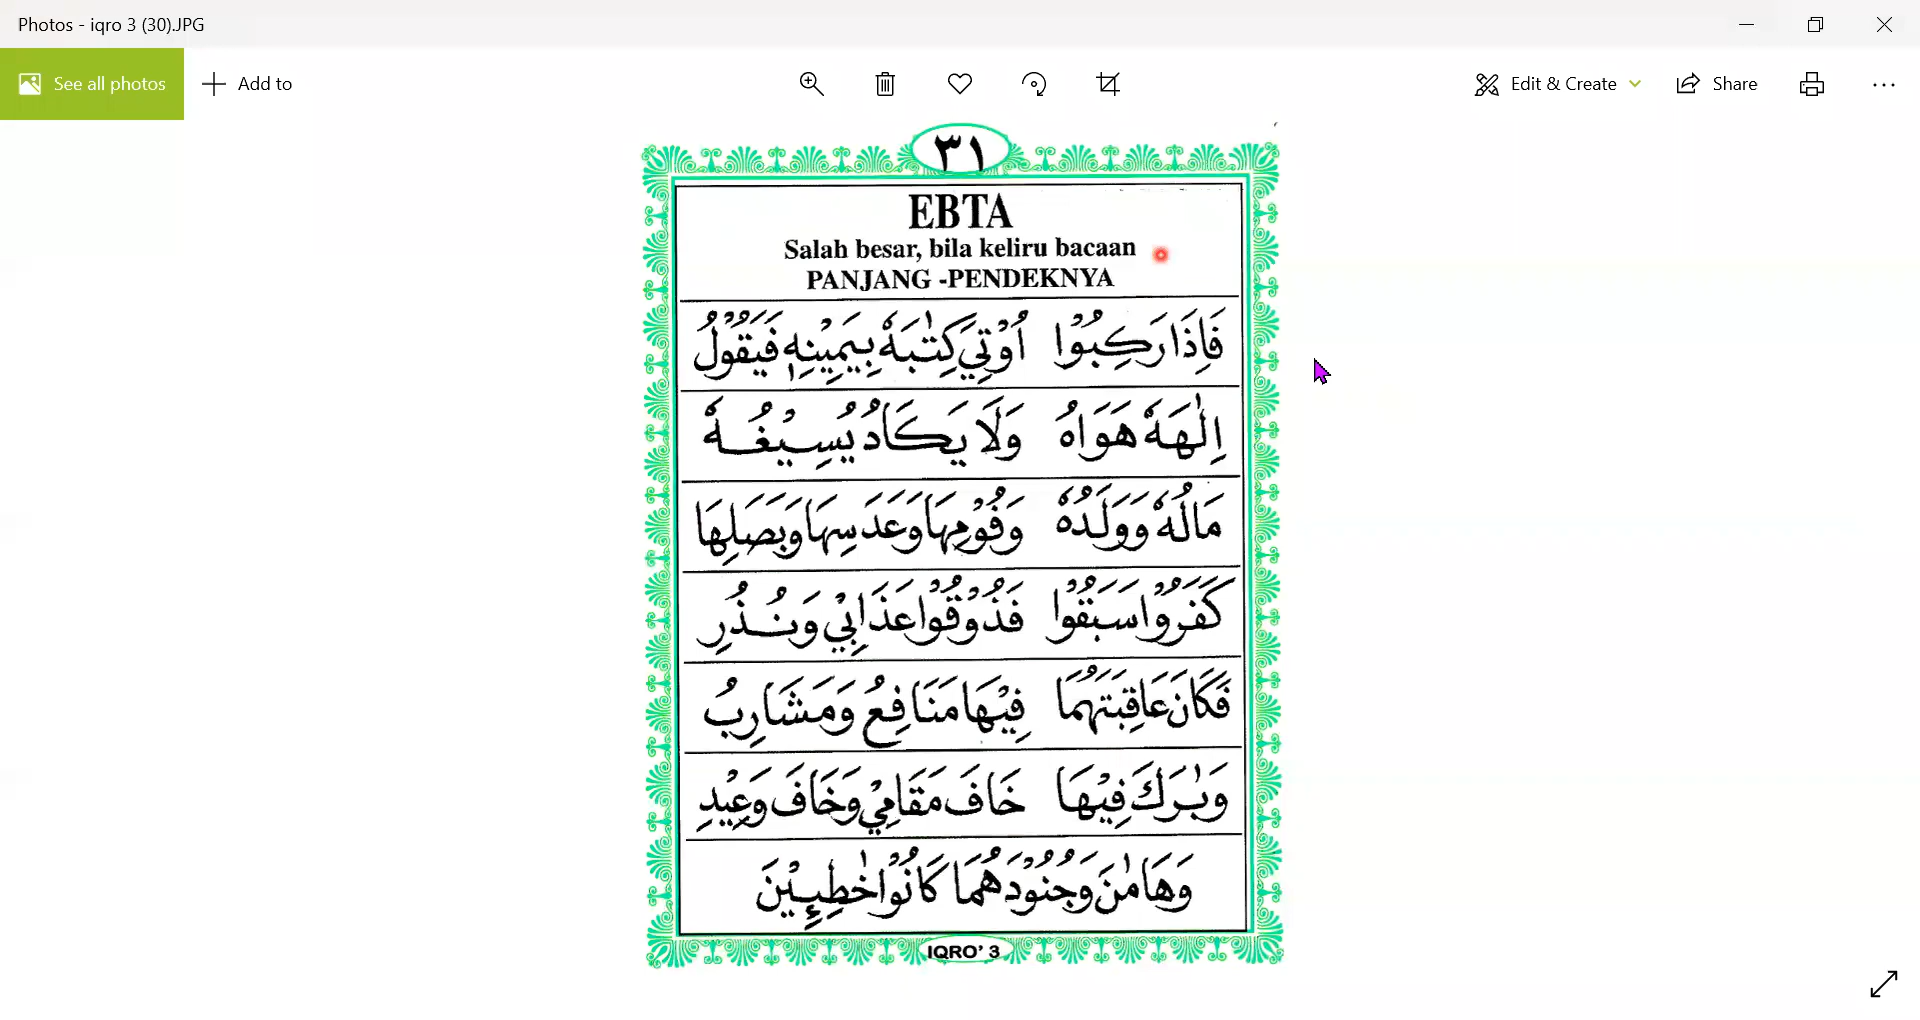 Photos - iqro 3 (30).JPG
See all photos
Add to
Edit & Create
Share
٣١
EBTA
Salah besar, bila keliru bacaan
PANJANG -PENDEKNYA
فَاِذَا رَكِبُوْا اُوْتِيَ كِتٰبَهٗ بِيَمِيْنِهٖ فَيَقُوْلُ
اِلٰهَهٗ هَوَاهُ وَلَا يَكَادُ يُسِيْغُهٗ
مَالُهٗ وَوَلَدُهٗ وَفُوْمِهَا وَعَدَسِهَا وَبَصَلِهَا
كَفَرُوْا سَبَقُوْا فَذُوْقُوْا عَذَابِيْ وَنُذُرِ
فَكَانَ عَاقِبَتَهُمَا فِيْهَا مَنَافِعُ وَمَشَارِبُ
وَبٰرَكَ فِيْهَا خَافَ مَقَامِيْ وَخَافَ وَعِيْدِ
وَهَامٰنَ وَجُنُوْدَهُمَا كَانُوْا خٰطِـِٕيْنَ
IQRO’ 3